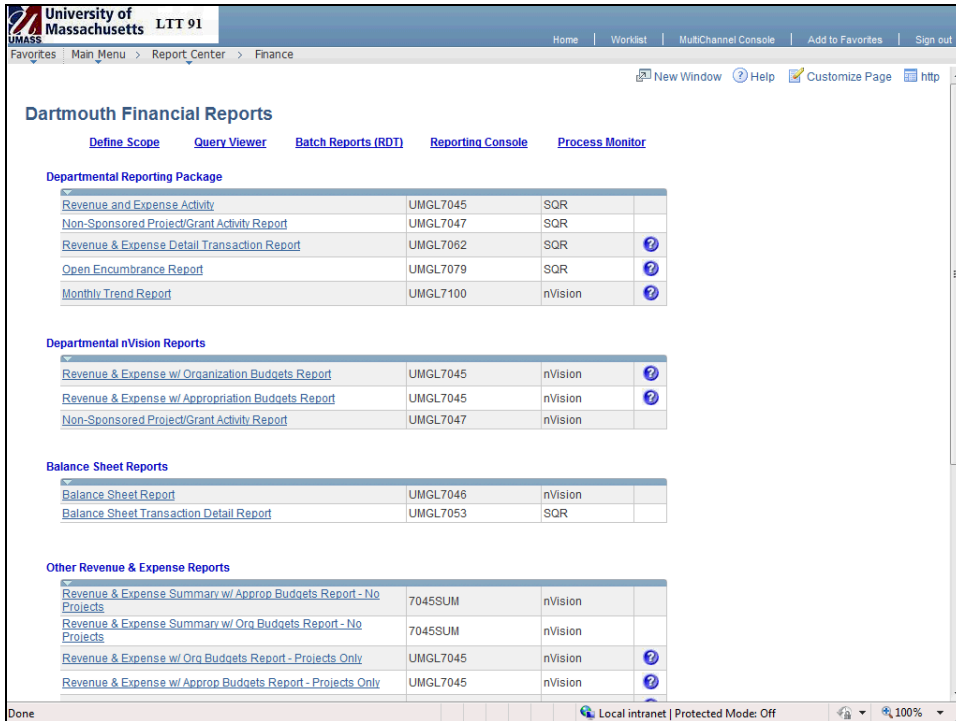 University of
Massachusetts LTT 91
UMASS
Home | Worklist | MultiChannel Console | Add to Favorites | Sign out
Favorites Main Menu > Report Center > Finance
New Window ? Help Customize Page http
Dartmouth Financial Reports
Define Scope Query Viewer Batch Reports (RDT) Reporting Console Process Monitor
Departmental Reporting Package
Revenue and Expense Activity UMGL7045 SQR
Non-Sponsored Project/Grant Activity Report UMGL7047 SQR
Revenue & Expense Detail Transaction Report UMGL7062 SQR ?
Open Encumbrance Report UMGL7079 SQR ?
Monthly Trend Report UMGL7100 nVision ?
Departmental nVision Reports
Revenue & Expense w/ Organization Budgets Report UMGL7045 nVision ?
Revenue & Expense w/ Appropriation Budgets Report UMGL7045 nVision ?
Non-Sponsored Project/Grant Activity Report UMGL7047 nVision
Balance Sheet Reports
Balance Sheet Report UMGL7046 nVision
Balance Sheet Transaction Detail Report UMGL7053 SQR
Other Revenue & Expense Reports
Revenue & Expense Summary w/ Approp Budgets Report - No
Projects 7045SUM nVision
Revenue & Expense Summary w/ Org Budgets Report - No
Projects 7045SUM nVision
Revenue & Expense w/ Org Budgets Report - Projects Only UMGL7045 nVision ?
Revenue & Expense w/ Approp Budgets Report - Projects Only UMGL7045 nVision ?
Done Local intranet | Protected Mode: Off 100%